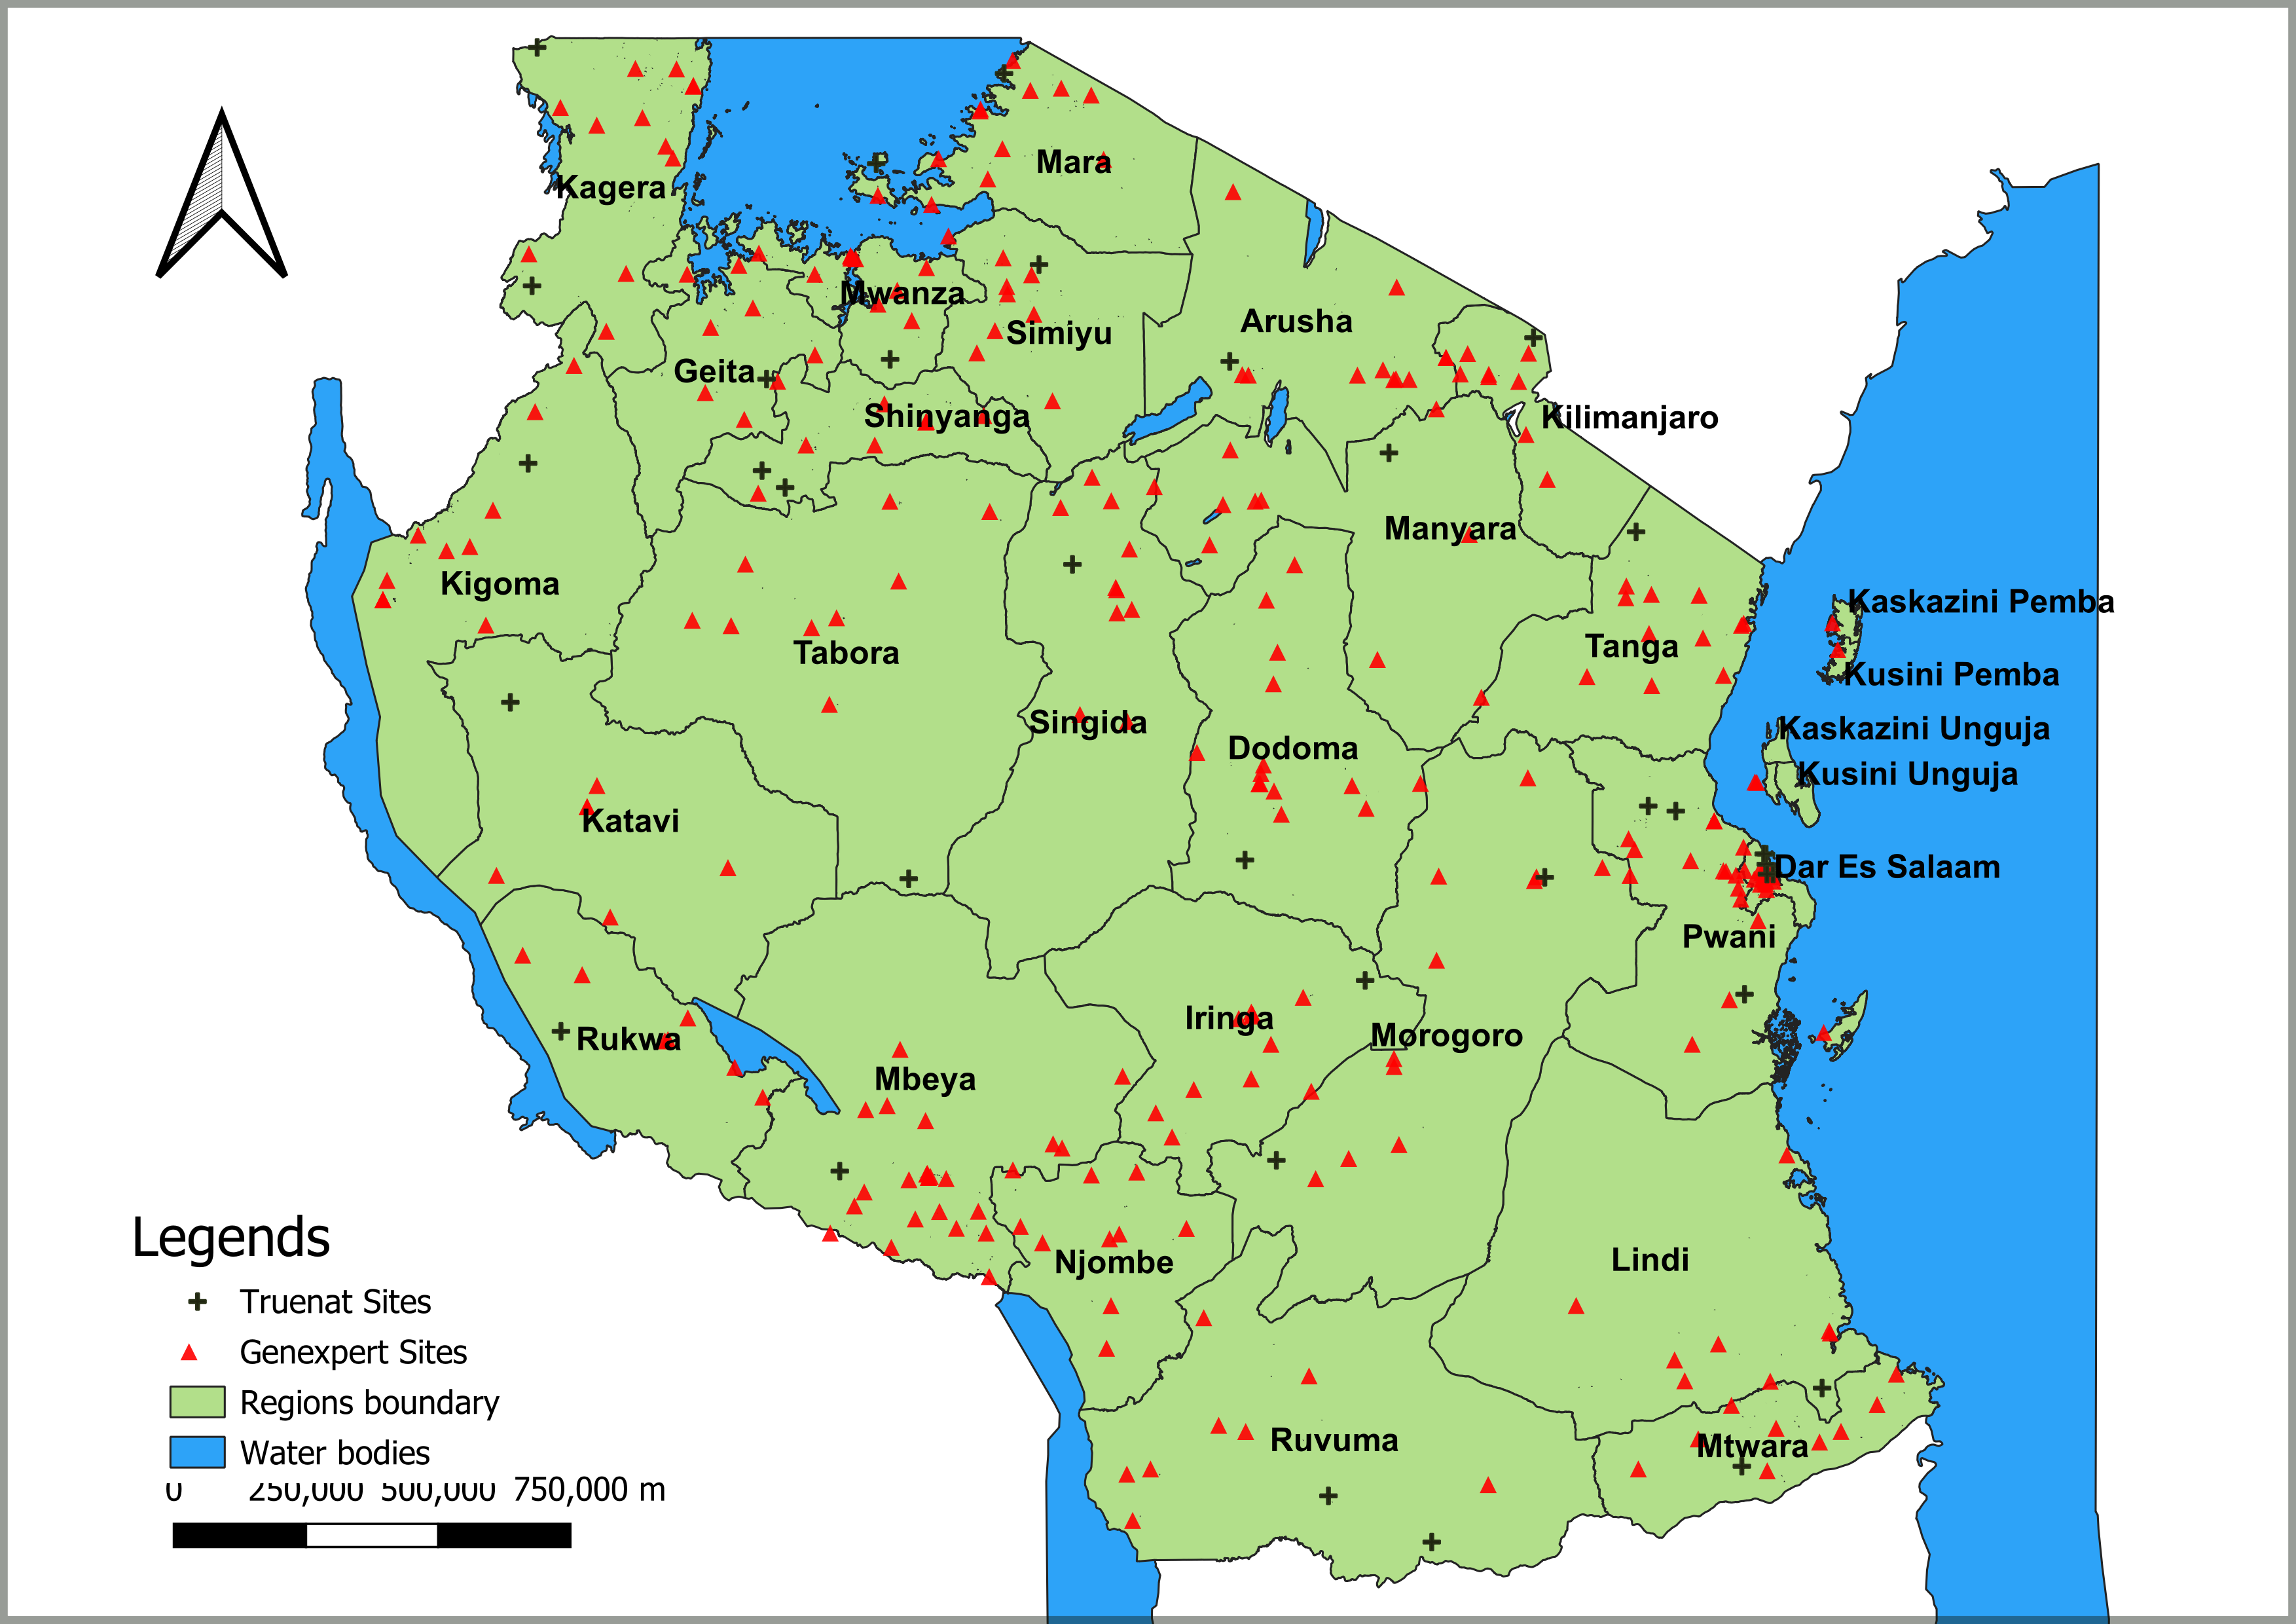 Mara
Kagera
Mwanza
Arusha
Simiyu
Geita
Shinyanga
Kilimanjaro
Manyara
Kigoma
Kaskazini Pemba
Tabora
Tanga
Kusini Pemba
Singida
Kaskazini Unguja
Dodoma
Kusini Unguja
Katavi
Dar Es Salaam
Pwani
Iringa
Morogoro
Rukwa
Mbeya
Njombe
Lindi
Ruvuma
Mtwara
Legends
Truenat Sites
Genexpert Sites
Regions boundary
Water bodies
0 250,000 500,000 750,000 m